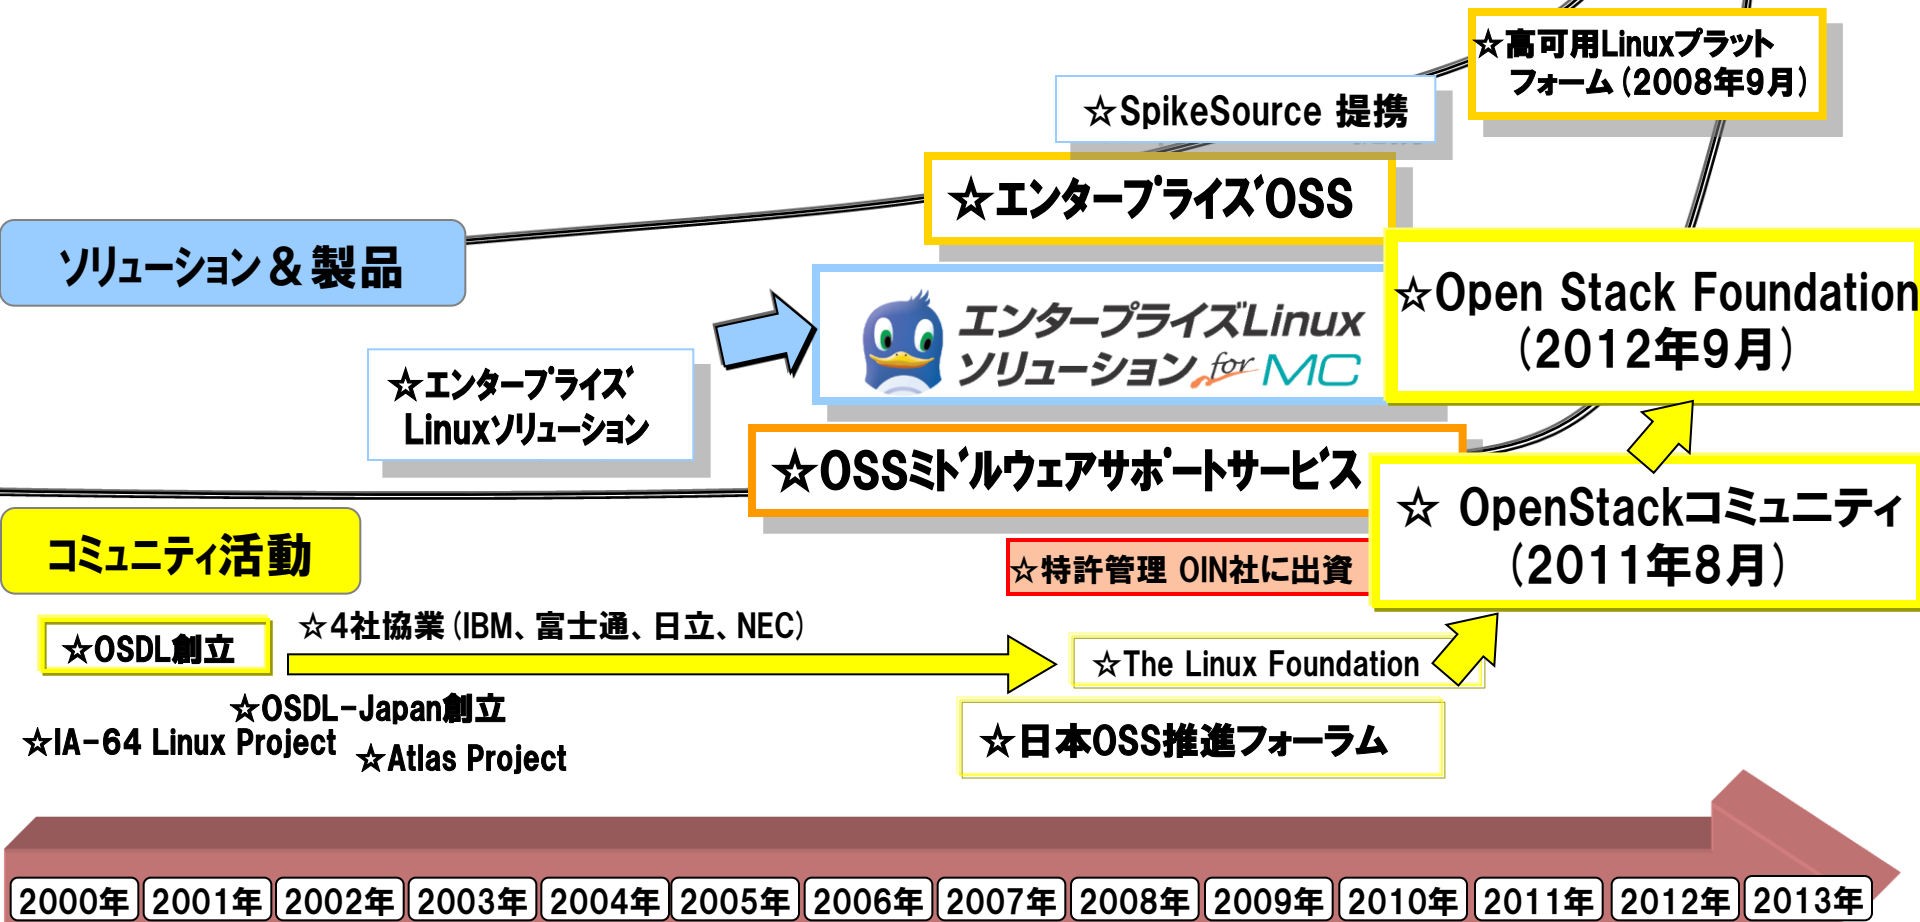 ☆高可用Linuxプラット
フォーム(2008年9月)
☆SpikeSource 提携
☆エンタープライズOSS
ソリューション＆製品
☆Open Stack Foundation
(2012年9月)
エンタープライズLinux
ソリューション for MC
☆エンタープライズ
Linuxソリューション
☆OSSミドルウェアサポートサービス
☆ OpenStackコミュニティ
(2011年8月)
コミュニティ活動
☆特許管理 OIN社に出資
☆4社協業(IBM、富士通、日立、NEC)
☆OSDL創立
☆The Linux Foundation
☆OSDL-Japan創立
☆IA-64 Linux Project
☆Atlas Project
☆日本OSS推進フォーラム
2000年 2001年 2002年 2003年 2004年 2005年 2006年 2007年 2008年 2009年 2010年 2011年 2012年 2013年